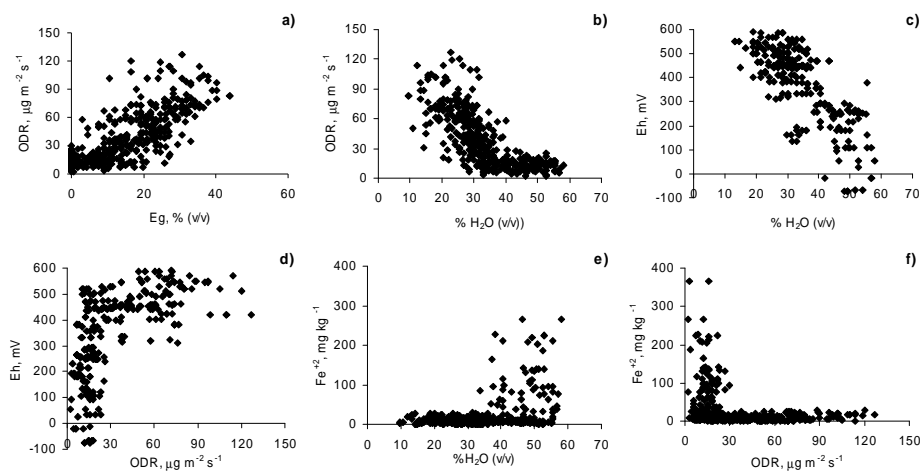 a)
ODR, µg m⁻² s⁻¹
150
120
90
60
30
0
0 20 40 60
Eg, % (v/v)
b)
ODR, µg m⁻² s⁻¹
150
120
90
60
30
0
0 10 20 30 40 50 60 70
% H₂O (v/v))
c)
Eh, mV
600
500
400
300
200
100
0
-100
0 10 20 30 40 50 60 70
% H₂O (v/v)
d)
Eh, mV
600
500
400
300
200
100
0
-100
0 30 60 90 120 150
ODR, µg m⁻² s⁻¹
e)
Fe⁺², mg kg⁻¹
400
300
200
100
0
0 10 20 30 40 50 60 70
%H₂O (v/v)
f)
Fe⁺², mg kg⁻¹
400
300
200
100
0
0 30 60 90 120 150
ODR, µg m⁻² s⁻¹